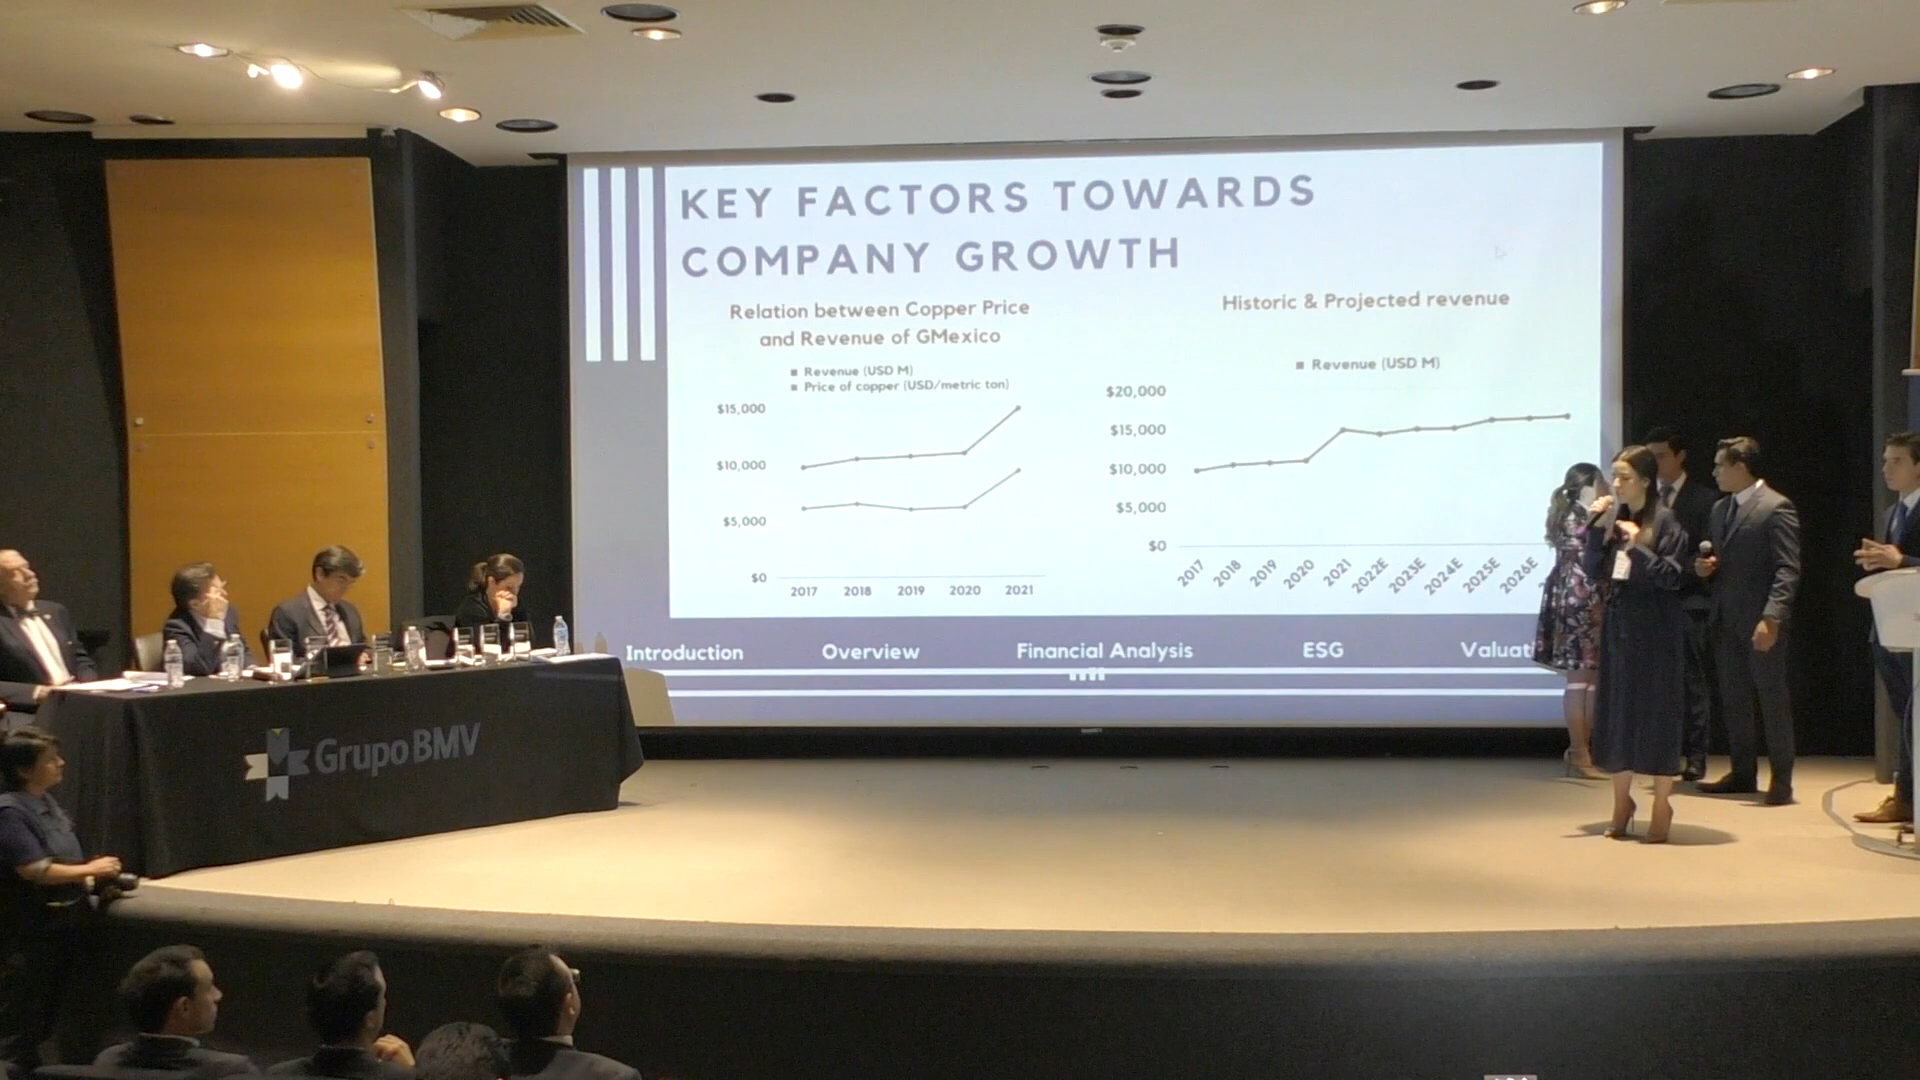 KEY FACTORS TOWARDS
COMPANY GROWTH
Relation between Copper Price
and Revenue of GMexico
Revenue (USD M)
Price of copper (USD/metric ton)
$15,000
$10,000
$5,000
$0
2017 2018 2019 2020 2021
Historic & Projected revenue
Revenue (USD M)
$20,000
$15,000
$10,000
$5,000
$0
2017 2018 2019 2020 2021 2022E 2023E 2024E 2025E 2026E
Introduction Overview Financial Analysis ESG Valuati
Grupo BMV